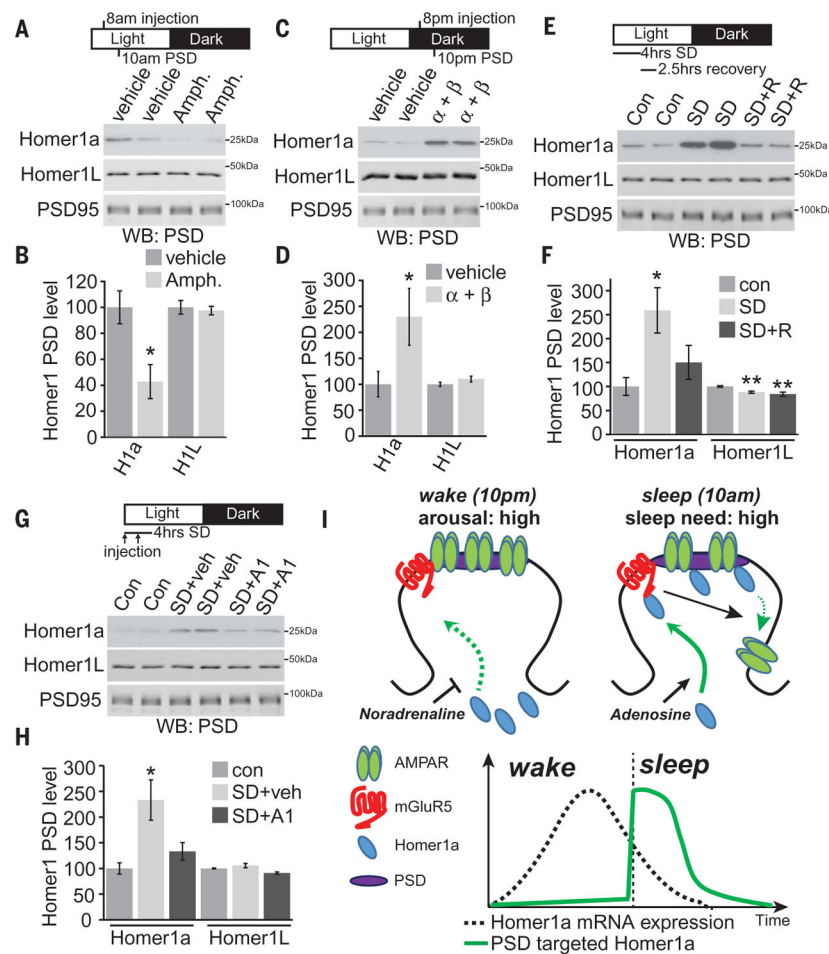 A
8am injection
Light
Dark
10am PSD
vehicle
vehicle
Amph.
Amph.
Homer1a
25kDa
Homer1L
50kDa
PSD95
100kDa
WB: PSD
B
vehicle
Amph.
Homer1 PSD level
120
100
80
60
40
20
0
*
H1a
H1L
C
8pm injection
Light
Dark
10pm PSD
vehicle
vehicle
α + β
α + β
Homer1a
25kDa
Homer1L
50kDa
PSD95
100kDa
WB: PSD
D
vehicle
α + β
Homer1 PSD level
300
250
200
150
100
50
0
*
H1a
H1L
E
Light
Dark
4hrs SD
2.5hrs recovery
Con
Con
SD
SD
SD+R
SD+R
Homer1a
25kDa
Homer1L
50kDa
PSD95
100kDa
WB: PSD
F
con
SD
SD+R
Homer1 PSD level
300
250
200
150
100
50
0
*
**
**
Homer1a
Homer1L
G
Light
Dark
4hrs SD
injection
Con
Con
SD+veh
SD+veh
SD+A1
SD+A1
Homer1a
25kDa
Homer1L
50kDa
PSD95
100kDa
WB: PSD
H
con
SD+veh
SD+A1
Homer1 PSD level
300
250
200
150
100
50
0
*
Homer1a
Homer1L
I
wake (10pm)
arousal: high
sleep (10am)
sleep need: high
Noradrenaline
Adenosine
AMPAR
mGluR5
Homer1a
PSD
wake
sleep
Time
Homer1a mRNA expression
PSD targeted Homer1a